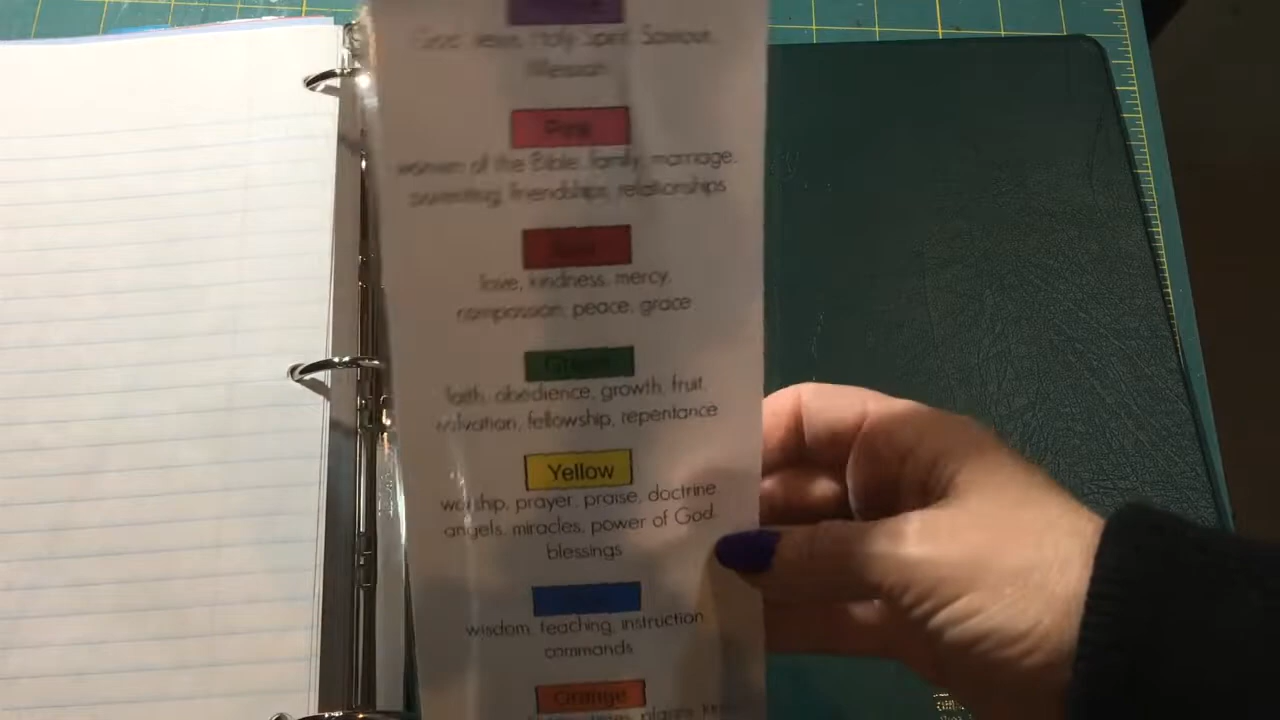 Holy Spirit, Saviour,
Messiah
Pink
women of the Bible, family, marriage,
parenting, friendships, relationships
love, kindness, mercy,
compassion, peace, grace
Green
faith, obedience, growth, fruit,
salvation, fellowship, repentance
Yellow
worship, prayer, praise, doctrine
angels, miracles, power of God,
blessings
wisdom, teaching, instruction
commands
Orange
places